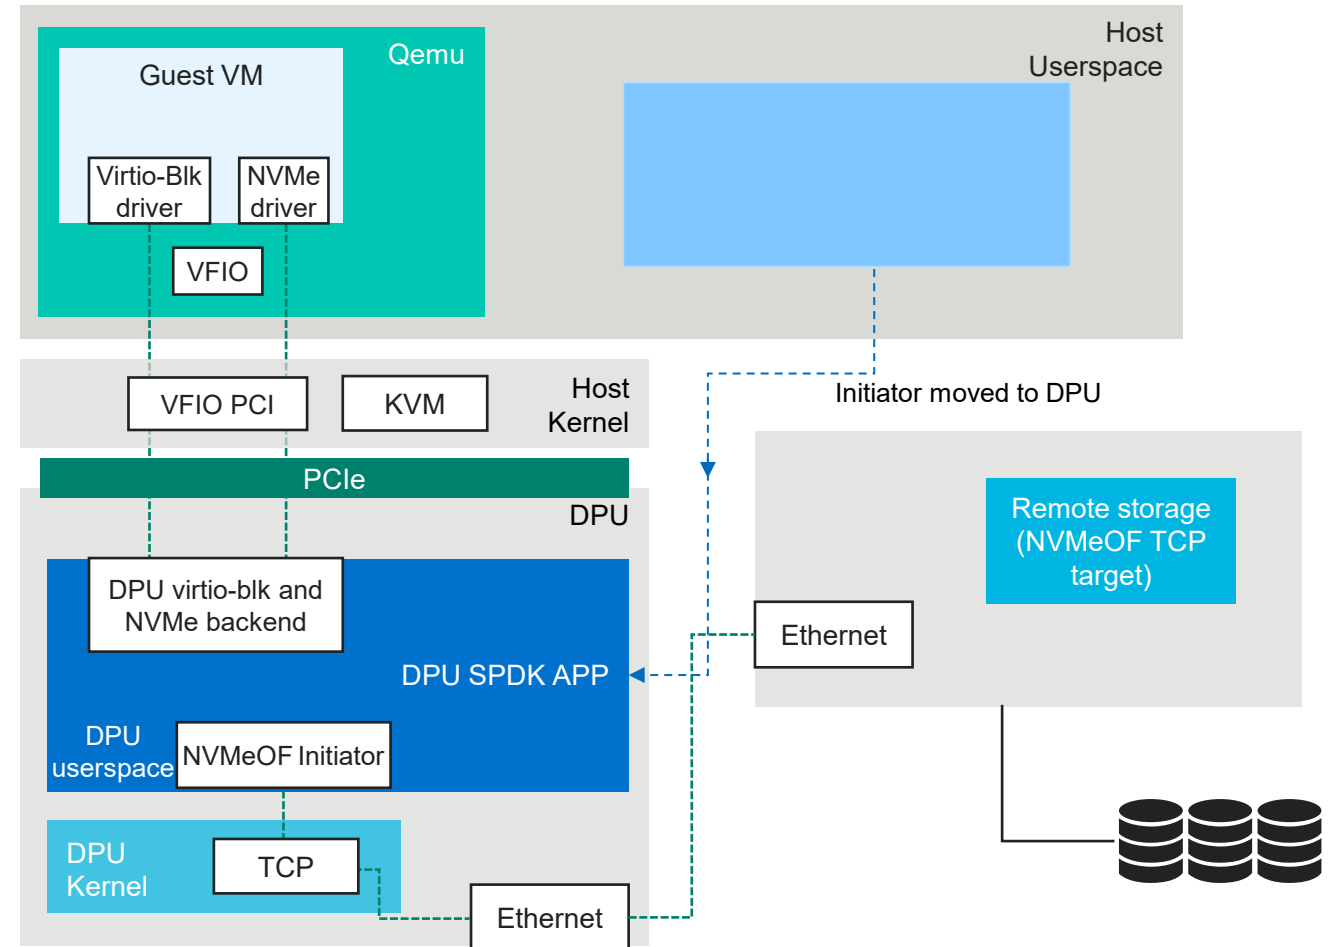 Host
Userspace
Qemu
Guest VM
Virtio-Blk
driver
NVMe
driver
VFIO
Host
Kernel
VFIO PCI
KVM
Initiator moved to DPU
PCIe
DPU
Remote storage
(NVMeOF TCP
target)
DPU virtio-blk and
NVMe backend
Ethernet
DPU SPDK APP
DPU
userspace
NVMeOF Initiator
DPU
Kernel
TCP
Ethernet